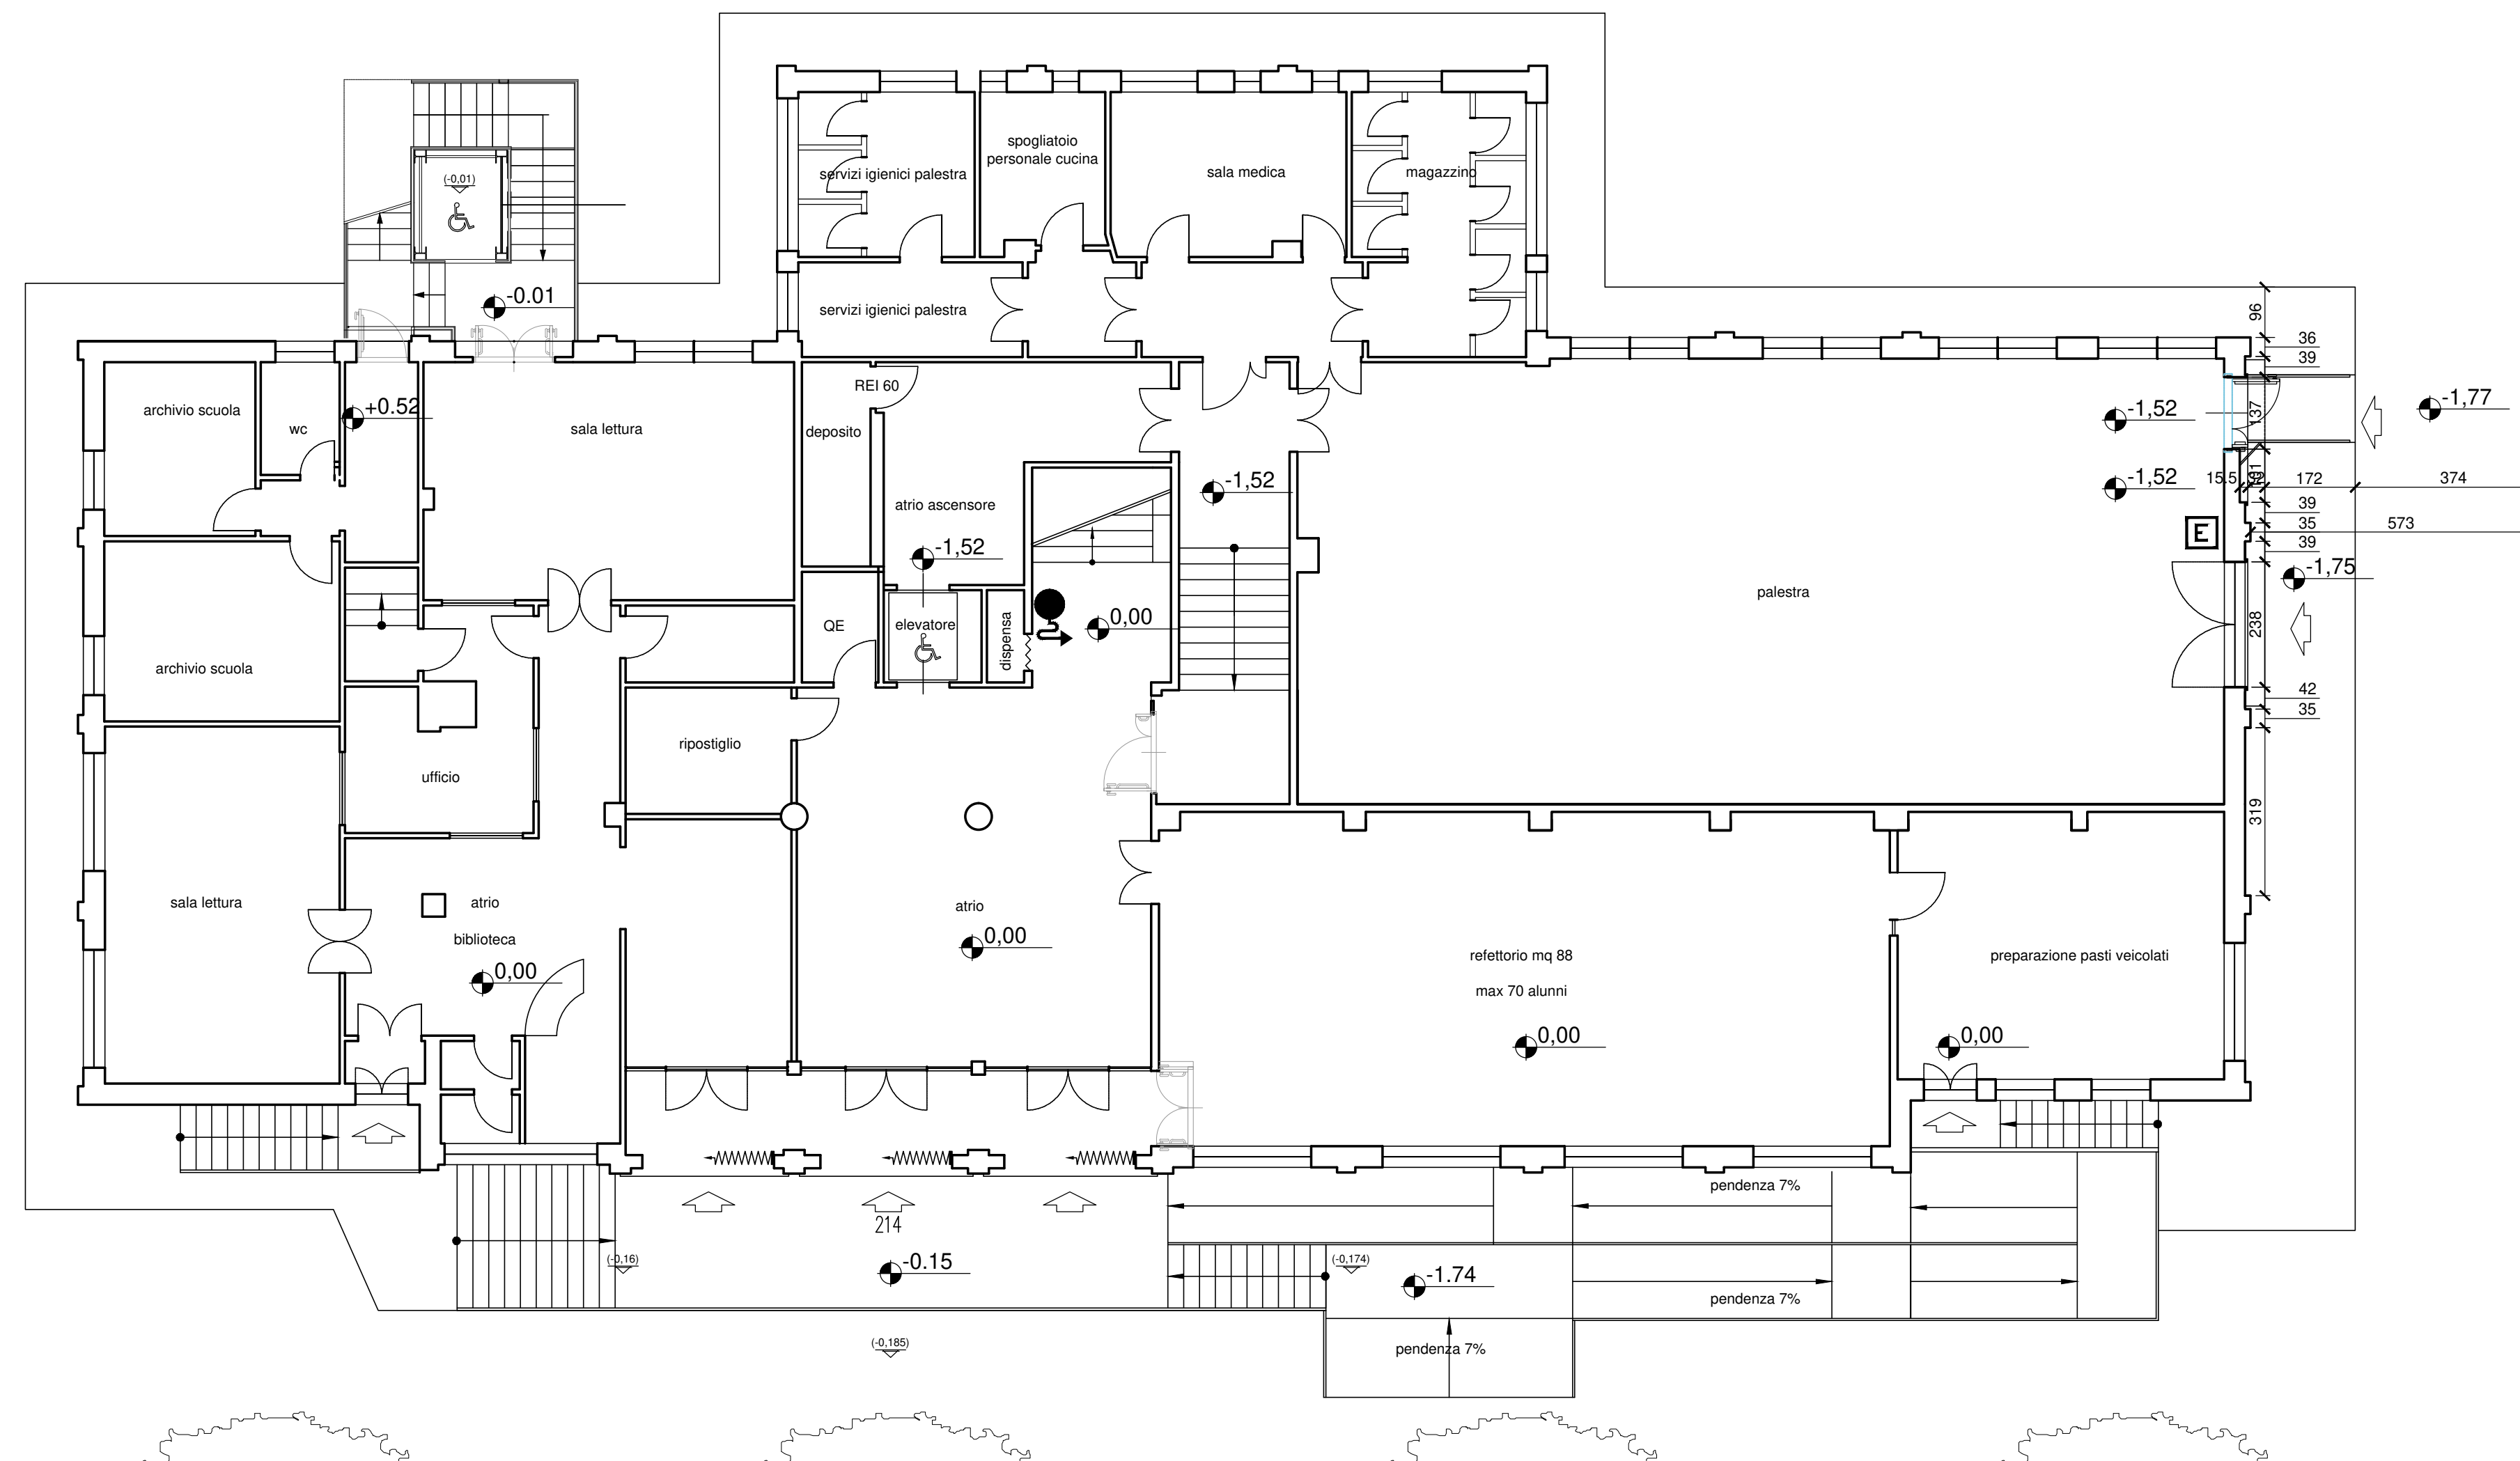 spogliatoio
personale cucina
servizi igienici palestra
sala medica
magazzino
(-0,01)
-0.01
servizi igienici palestra
96
36
39
137
-1,77
archivio scuola
wc
+0.52
sala lettura
REI 60
deposito
-1,52
-1,52
-1,52
15.5
172
374
39
35
573
39
E
atrio ascensore
-1,52
-1,75
palestra
238
QE
elevatore
dispensa
0,00
archivio scuola
42
35
ripostiglio
ufficio
319
sala lettura
atrio
biblioteca
0,00
atrio
0,00
refettorio mq 88
max 70 alunni
0,00
preparazione pasti veicolati
0,00
pendenza 7%
214
(-0,16)
-0.15
(-0,174)
-1.74
pendenza 7%
(-0,185)
pendenza 7%